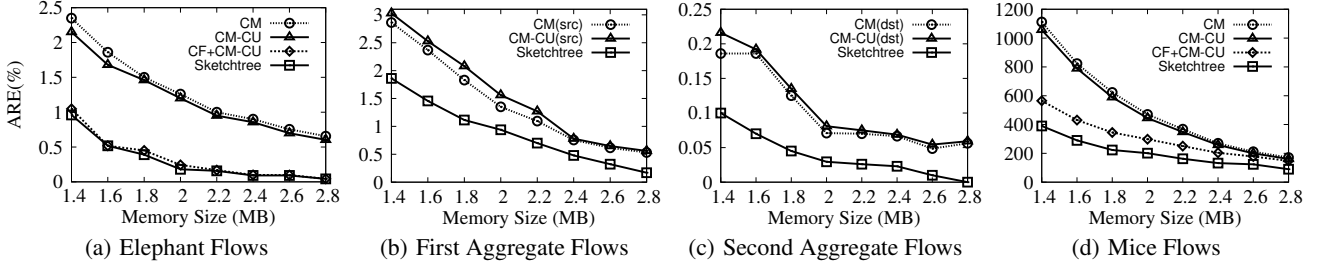 ARE(%)
2.5
2
1.5
1
0.5
0
CM
CM-CU
CF+CM-CU
Sketchtree
1.4 1.6 1.8 2 2.2 2.4 2.6 2.8
Memory Size (MB)
(a) Elephant Flows
3
2.5
2
1.5
1
0.5
0
CM(src)
CM-CU(src)
Sketchtree
1.4 1.6 1.8 2 2.2 2.4 2.6 2.8
Memory Size (MB)
(b) First Aggregate Flows
0.25
0.2
0.15
0.1
0.05
0
CM(dst)
CM-CU(dst)
Sketchtree
1.4 1.6 1.8 2 2.2 2.4 2.6 2.8
Memory Size (MB)
(c) Second Aggregate Flows
1200
1000
800
600
400
200
0
CM
CM-CU
CF+CM-CU
Sketchtree
1.4 1.6 1.8 2 2.2 2.4 2.6 2.8
Memory Size (MB)
(d) Mice Flows